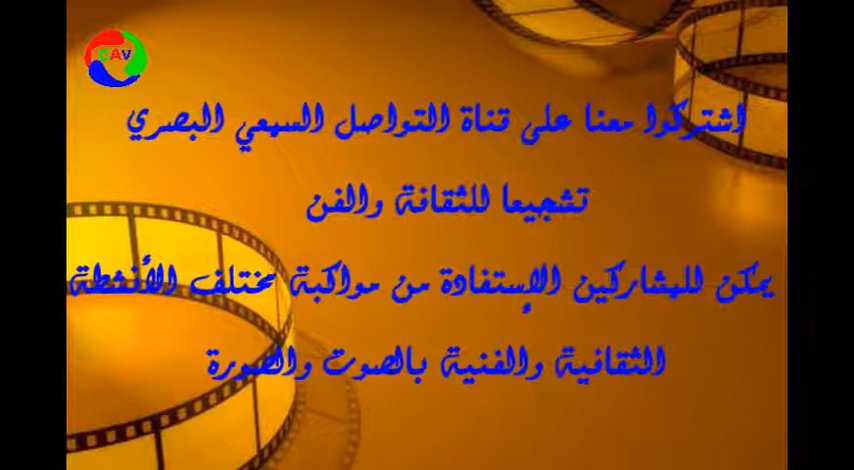 CAV
اشتركوا معنا على قناة التواصل السمعي البصري
تشجيعا للثقافة والفن
يمكن للمشاركين الإستفادة من مواكبة مختلف الأنشطة
الثقافية والفنية بالصوت والصورة